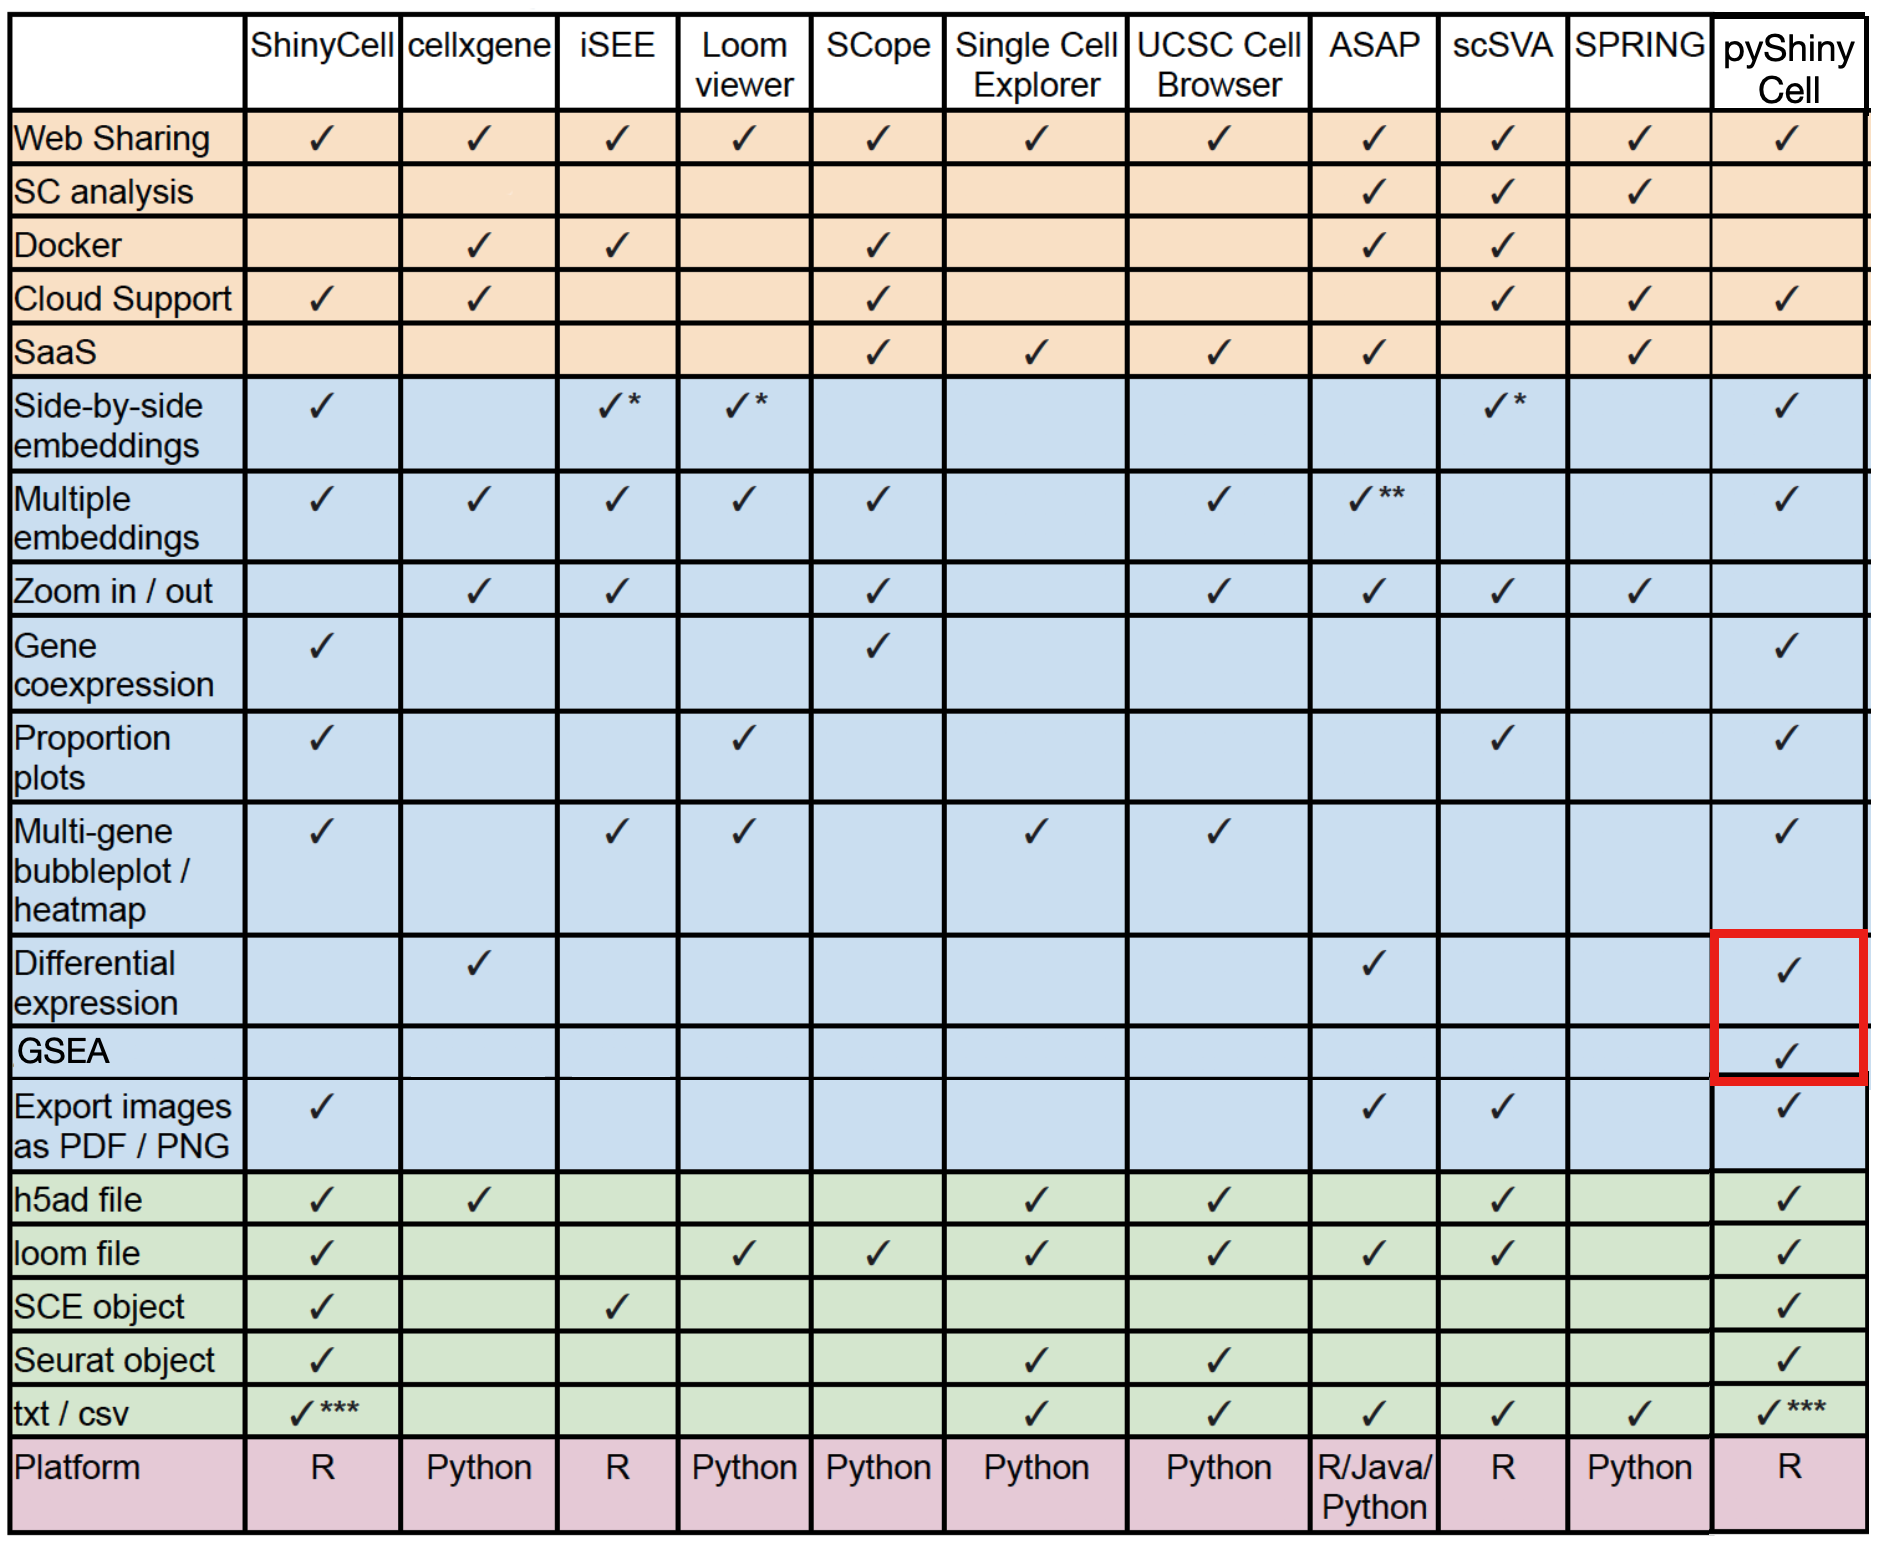 ShinyCell cellxgene iSEE Loom viewer SCope Single Cell Explorer UCSC Cell Browser ASAP scSVA SPRING pyShiny Cell
Web Sharing ✓ ✓ ✓ ✓ ✓ ✓ ✓ ✓ ✓ ✓ ✓
SC analysis ✓ ✓ ✓
Docker ✓ ✓ ✓ ✓ ✓
Cloud Support ✓ ✓ ✓ ✓ ✓ ✓
SaaS ✓ ✓ ✓ ✓ ✓
Side-by-side embeddings ✓ ✓* ✓* ✓* ✓
Multiple embeddings ✓ ✓ ✓ ✓ ✓ ✓ ✓** ✓
Zoom in / out ✓ ✓ ✓ ✓ ✓ ✓ ✓
Gene coexpression ✓ ✓ ✓
Proportion plots ✓ ✓ ✓ ✓
Multi-gene bubbleplot / heatmap ✓ ✓ ✓ ✓ ✓ ✓
Differential expression ✓ ✓ ✓
GSEA ✓
Export images as PDF / PNG ✓ ✓ ✓ ✓
h5ad file ✓ ✓ ✓ ✓ ✓ ✓
loom file ✓ ✓ ✓ ✓ ✓ ✓ ✓ ✓
SCE object ✓ ✓ ✓
Seurat object ✓ ✓ ✓ ✓
txt / csv ✓*** ✓ ✓ ✓ ✓ ✓ ✓***
Platform R Python R Python Python Python Python R/Java/Python R Python R